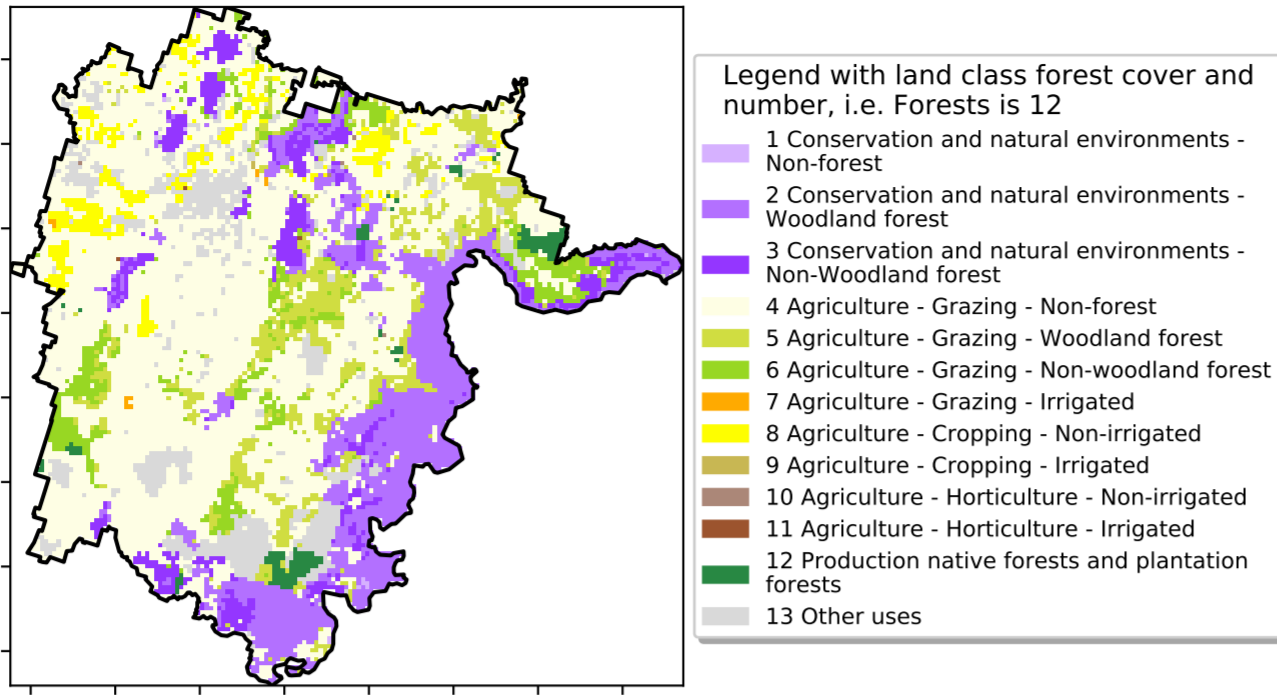 Legend with land class forest cover and
number, i.e. Forests is 12
1 Conservation and natural environments -
Non-forest
2 Conservation and natural environments -
Woodland forest
3 Conservation and natural environments -
Non-Woodland forest
4 Agriculture - Grazing - Non-forest
5 Agriculture - Grazing - Woodland forest
6 Agriculture - Grazing - Non-woodland forest
7 Agriculture - Grazing - Irrigated
8 Agriculture - Cropping - Non-irrigated
9 Agriculture - Cropping - Irrigated
10 Agriculture - Horticulture - Non-irrigated
11 Agriculture - Horticulture - Irrigated
12 Production native forests and plantation
forests
13 Other uses